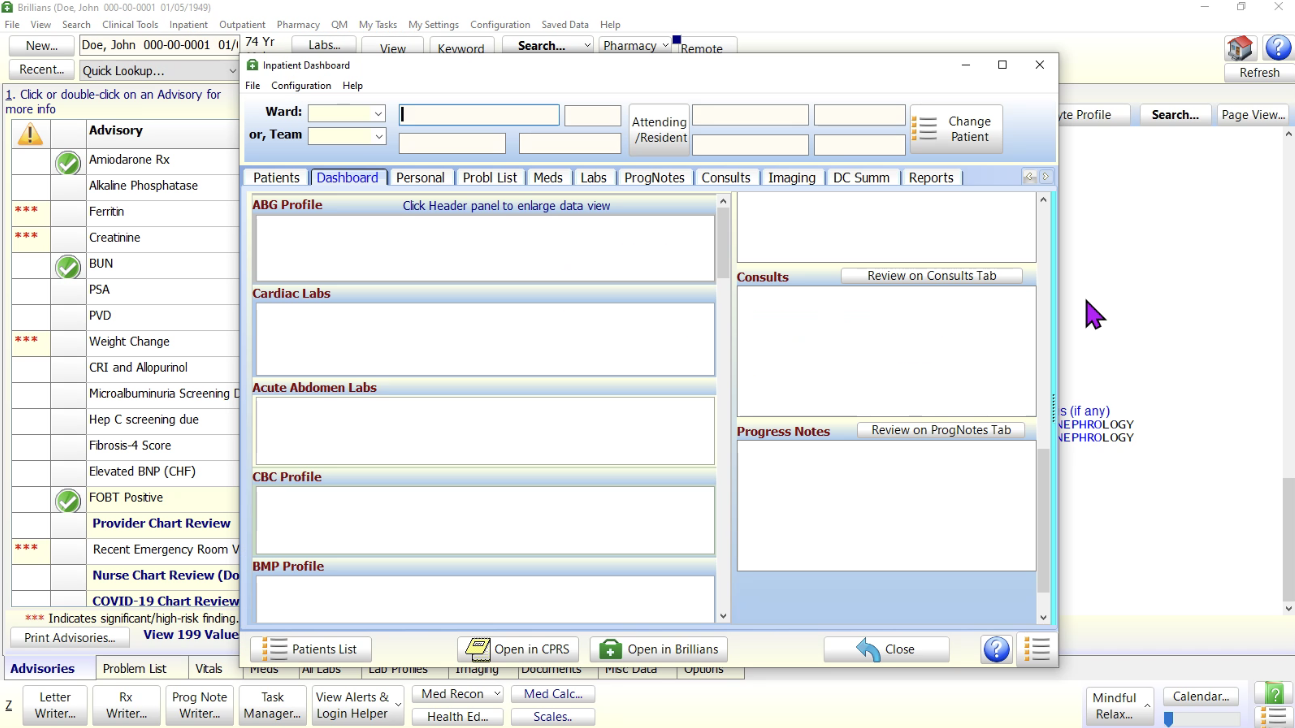 Brillians (Doe, John 000-00-0001 01/05/1949)
File View Search Clinical Tools Inpatient Outpatient Pharmacy QM My Tasks My Settings Configuration Saved Data Help
New... Doe, John 000-00-0001 01/ 74 Yr Labs... View Keyword Search... Pharmacy Remote
Recent... Quick Lookup...
Refresh
1. Click or double-click on an Advisory for
more info
Profile Search... Page View...
Advisory
Amiodarone Rx
Alkaline Phosphatase
*** Ferritin
*** Creatinine
BUN
PSA
PVD
*** Weight Change
CRI and Allopurinol
Microalbuminuria Screening
Hep C screening due
Fibrosis-4 Score
Elevated BNP (CHF)
FOBT Positive
Provider Chart Review
*** Recent Emergency Room
Nurse Chart Review
COVID-19 Chart Review
*** Indicates significant/high-risk finding.
Print Advisories... View 199 Value
Inpatient Dashboard
File Configuration Help
Ward:
or, Team
Attending
/Resident
Change
Patient
Patients Dashboard Personal Probl List Meds Labs ProgNotes Consults Imaging DC Summ Reports
ABG Profile Click Header panel to enlarge data view
Cardiac Labs
Acute Abdomen Labs
CBC Profile
BMP Profile
Consults Review on Consults Tab
Progress Notes Review on ProgNotes Tab
Patients List Open in CPRS Open in Brillians Close
s (if any)
NEPHROLOGY
NEPHROLOGY
Advisories Problem List Vitals Meds All Labs Lab Profiles Imaging Documents Misc Data Options
Z Letter
Writer...
Rx
Writer...
Prog Note
Writer...
Task
Manager...
View Alerts &
Login Helper
Med Recon Med Calc...
Health Ed... Scales..
Mindful
Relax...
Calendar...